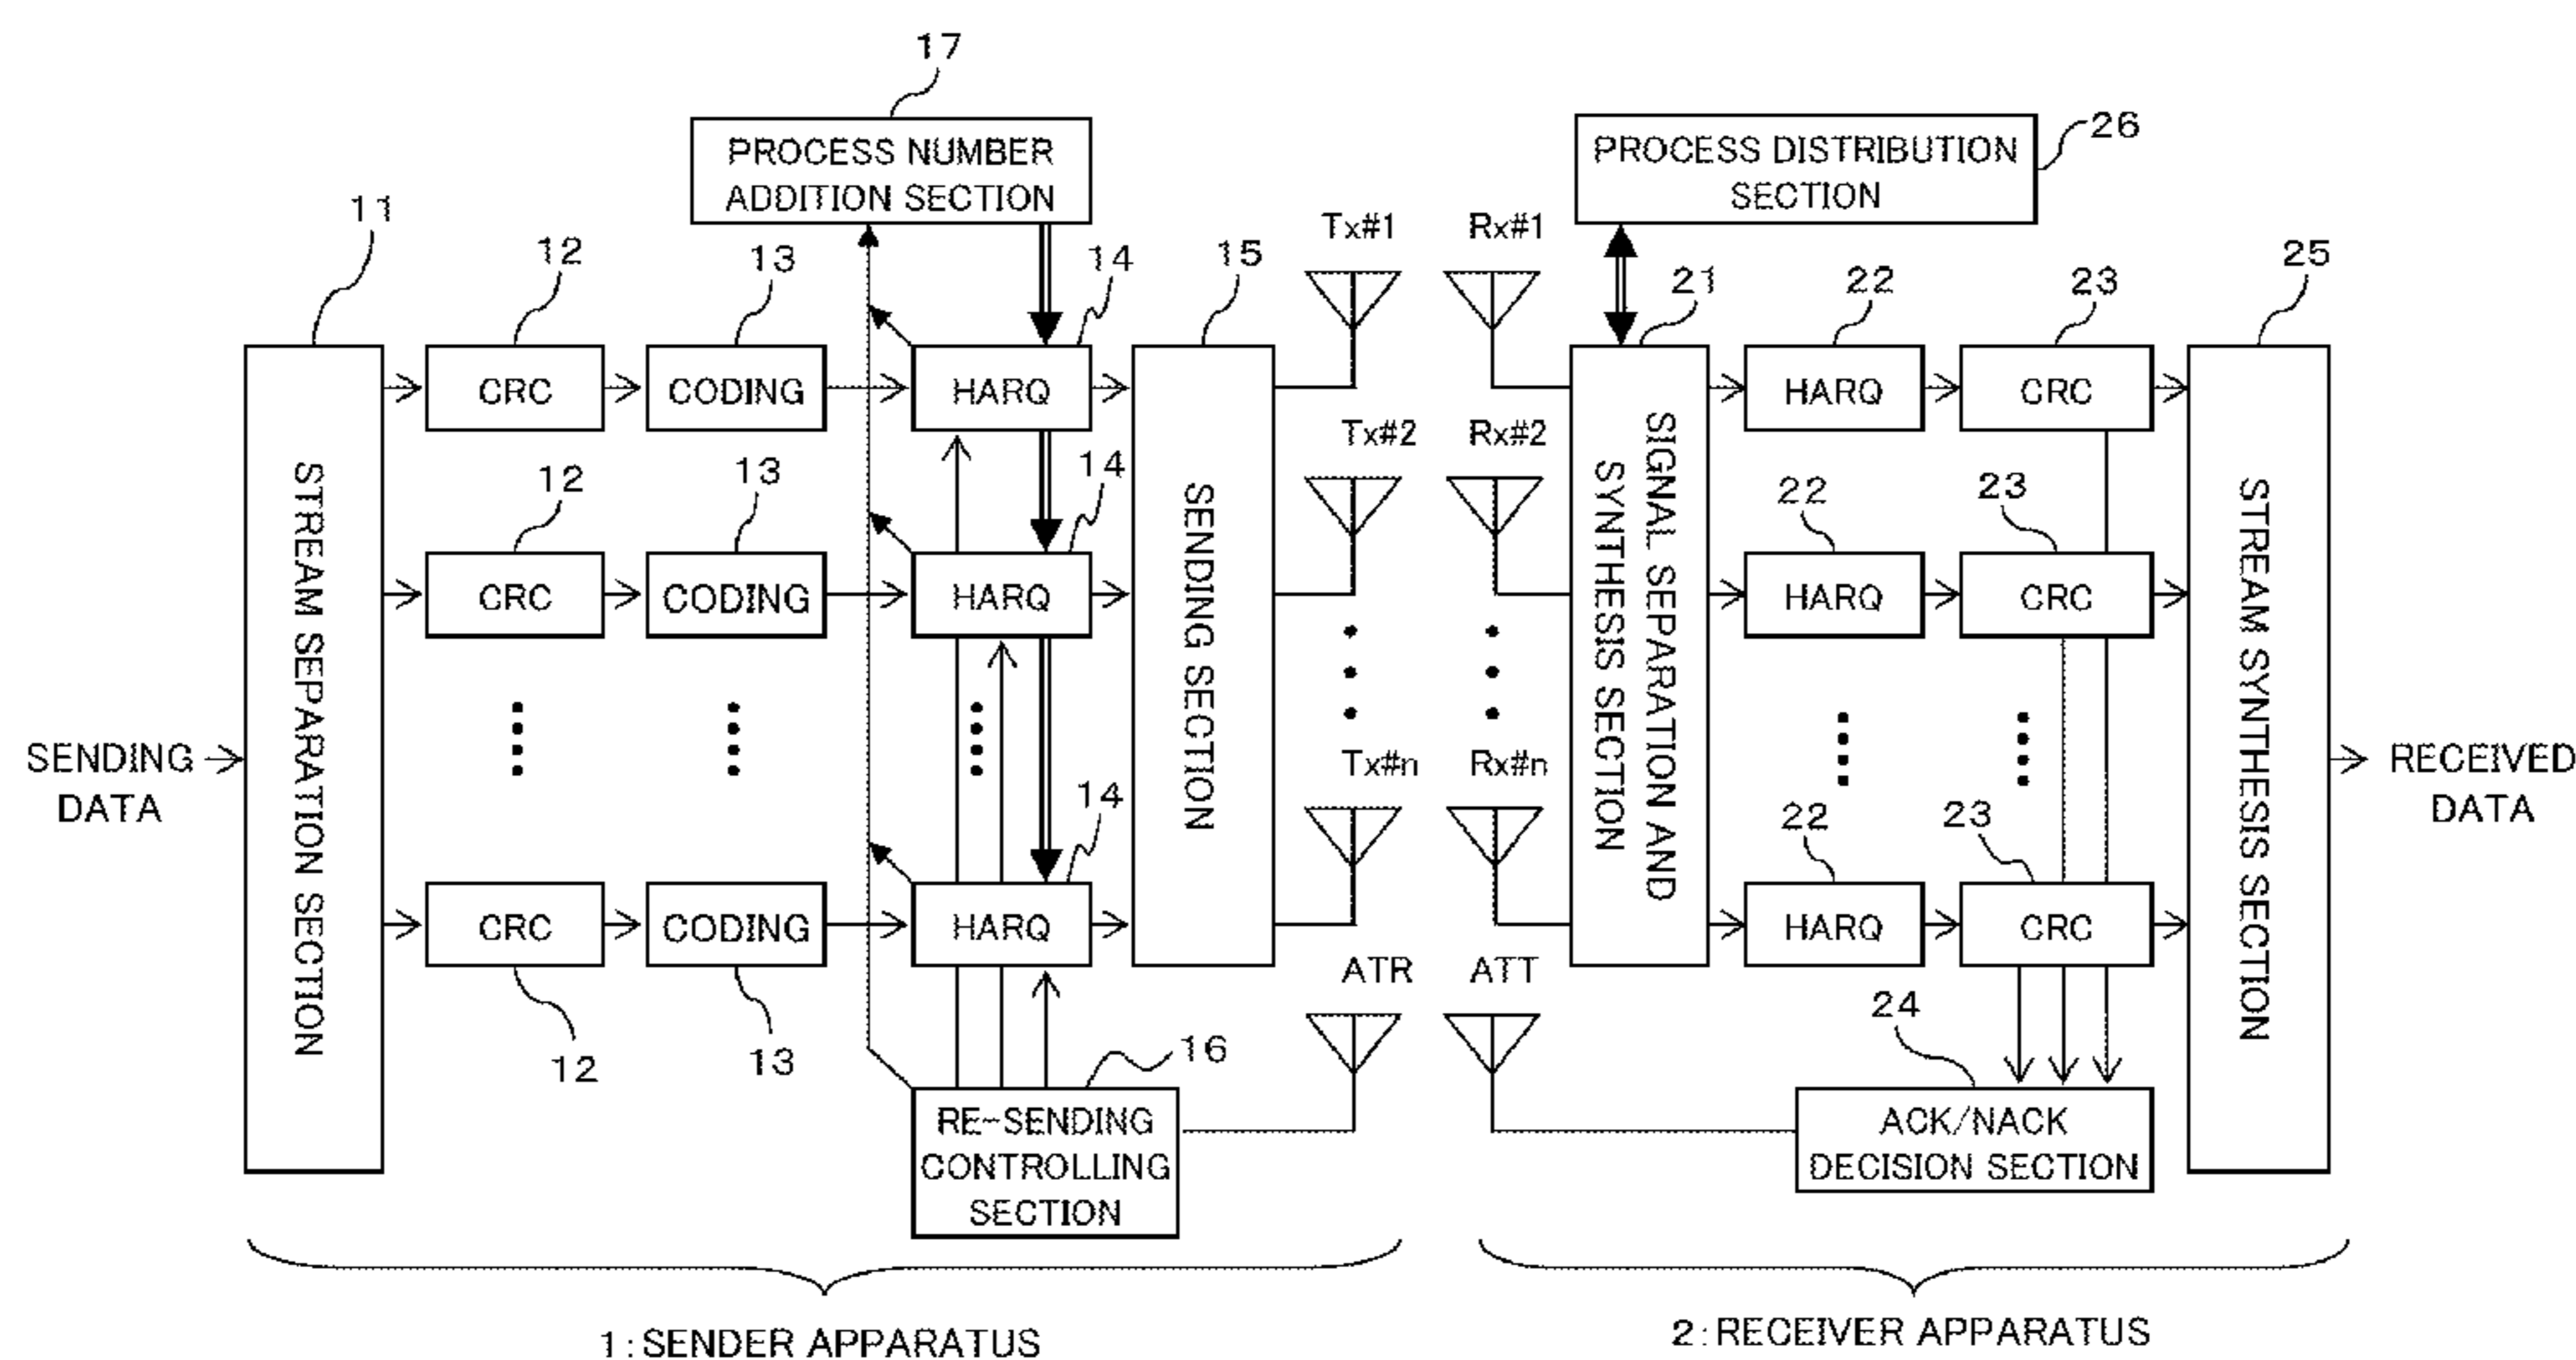 17
PROCESS NUMBER
ADDITION SECTION
PROCESS DISTRIBUTION
SECTION
26
11
12
13
14
15
Tx#1
Rx#1
21
22
23
25
CRC
CODING
HARQ
HARQ
CRC
12
13
14
Tx#2
Rx#2
22
23
CRC
CODING
HARQ
HARQ
CRC
STREAM SEPARATION SECTION
SENDING SECTION
SIGNAL SEPARATION AND
SYNTHESIS SECTION
STREAM SYNTHESIS SECTION
SENDING
DATA
RECEIVED
DATA
14
Tx#n
Rx#n
22
23
CRC
CODING
HARQ
HARQ
CRC
12
13
ATR
ATT
24
16
RE-SENDING
CONTROLLING
SECTION
ACK/NACK
DECISION SECTION
1:SENDER APPARATUS
2:RECEIVER APPARATUS